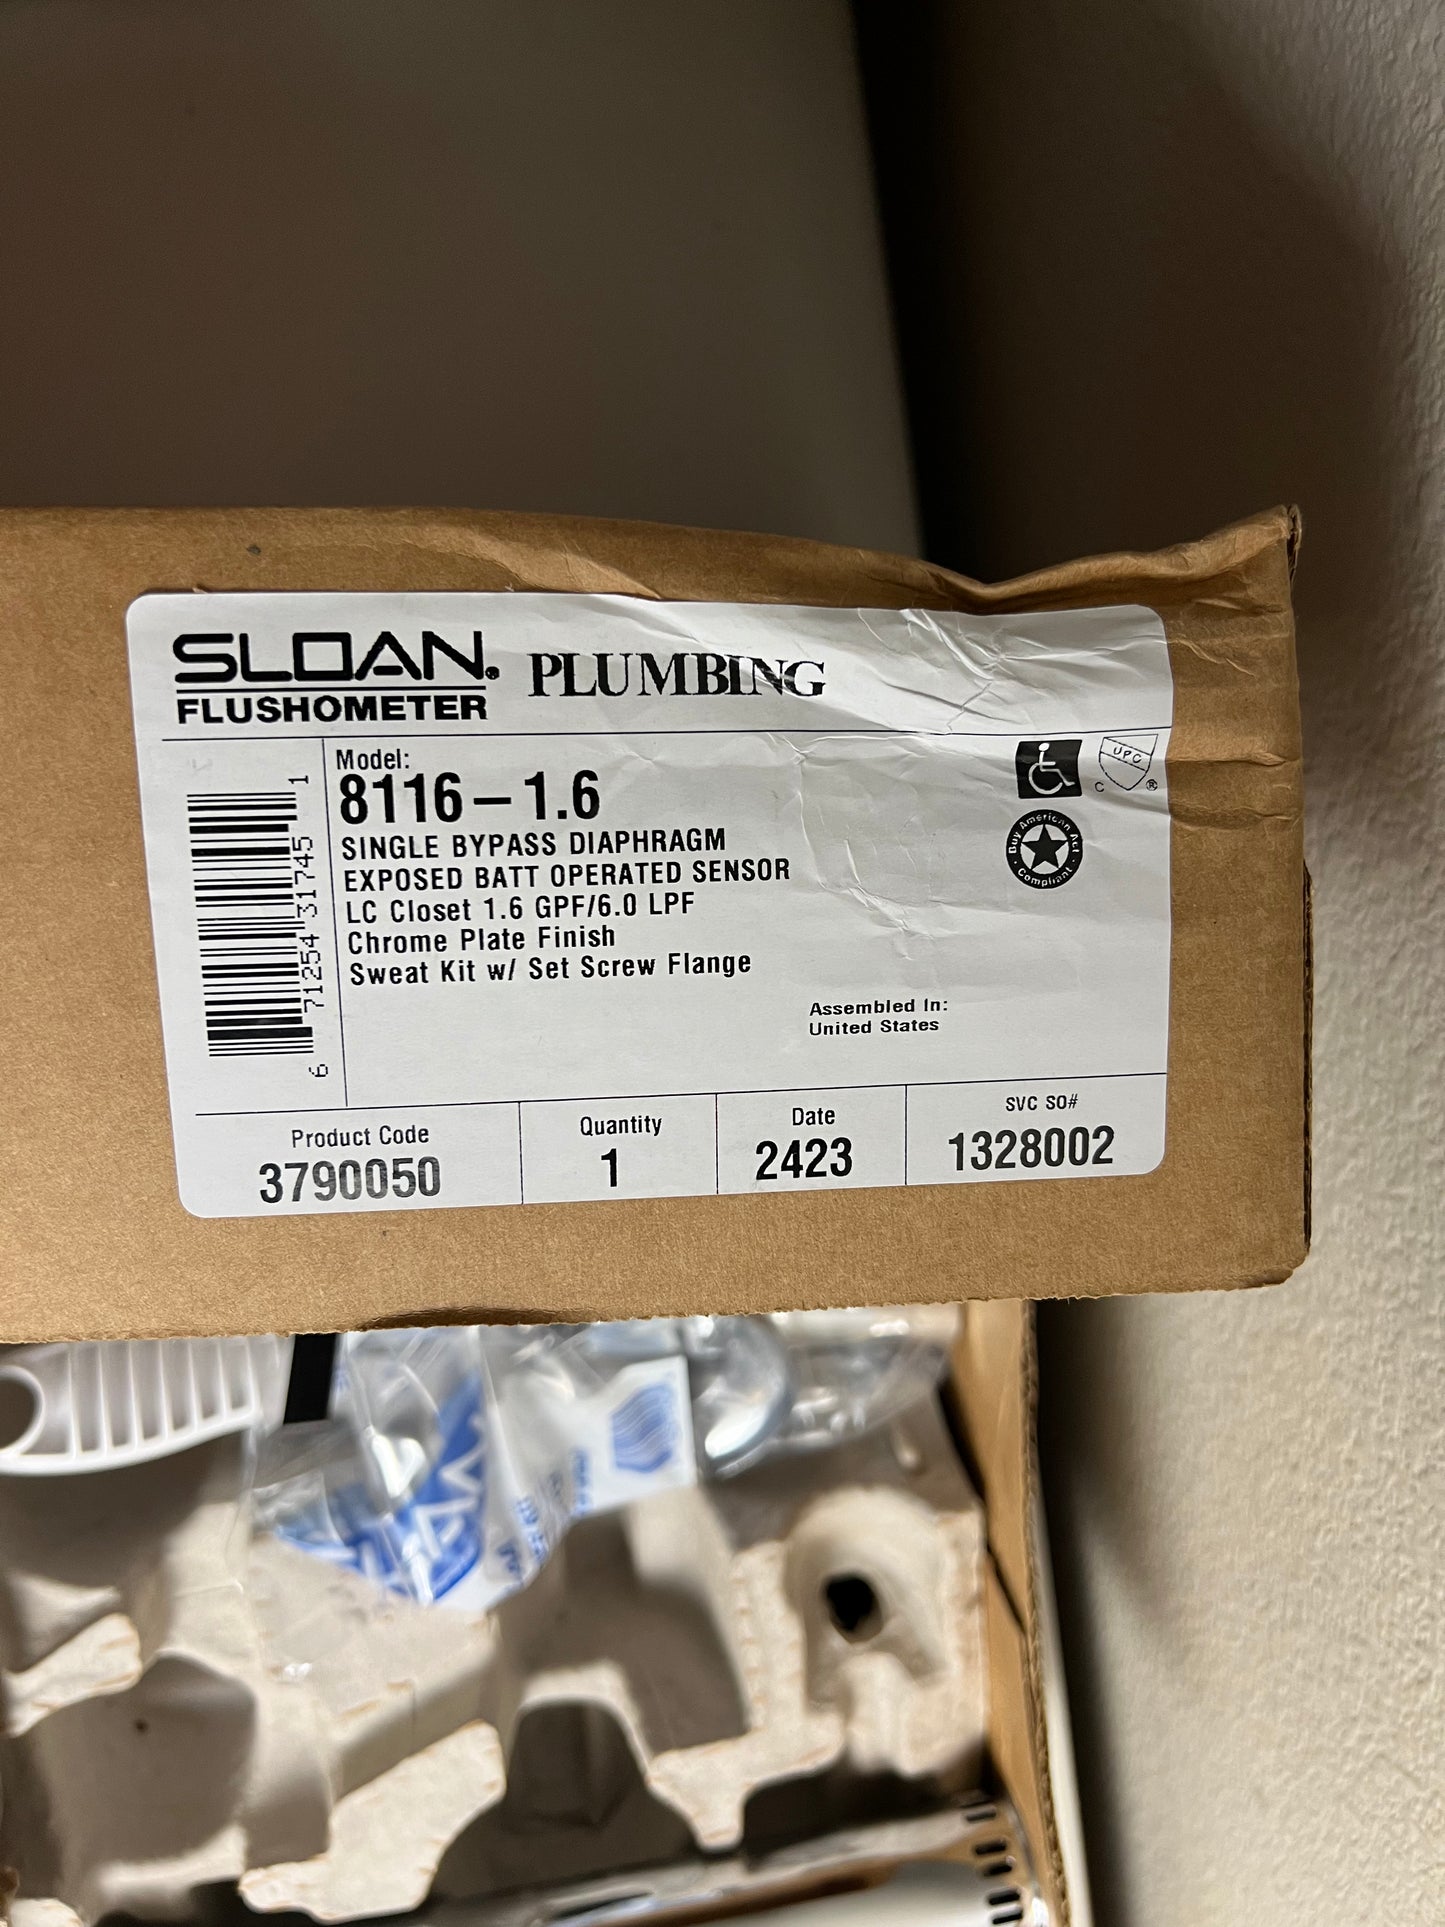 SLOAN® PLUMBING
FLUSHOMETER
Model:
8116-1.6
SINGLE BYPASS DIAPHRAGM
EXPOSED BATT OPERATED SENSOR
LC Closet 1.6 GPF/6.0 LPF
Chrome Plate Finish
Sweat Kit w/ Set Screw Flange
6 71254 31745 1
UPC
C ®
Buy American Act
Compliant
Assembled In:
United States
Product Code
3790050
Quantity
1
Date
2423
SVC SO#
1328002